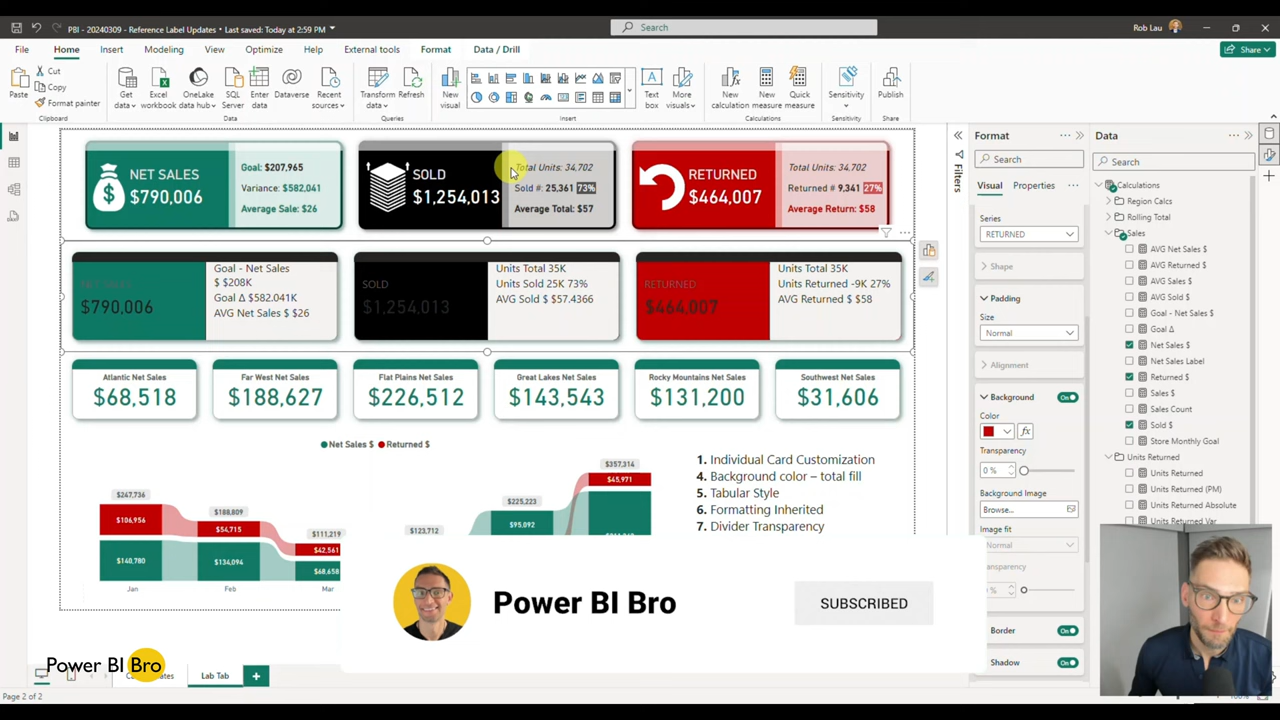 PBI - 20240309 - Reference Label Updates • Last saved: Today at 2:59 PM
Search
Rob Lau
File Home Insert Modeling View Optimize Help External tools Format Data / Drill
Share
Paste
Cut
Copy
Format painter
Get data
Excel workbook
OneLake data hub
SQL Server
Enter data
Dataverse
Recent sources
Transform data
Refresh
New visual
Text box
More visuals
New calculation
New measure
Quick measure
Sensitivity
Publish
Clipboard
Data
Queries
Insert
Calculations
Sensitivity
Share
NET SALES
$790,006
Goal: $207,965
Variance: $582,041
Average Sale: $26
SOLD
$1,254,013
Total Units: 34,702
Sold #: 25,361 73%
Average Total: $57
RETURNED
$464,007
Total Units: 34,702
Returned # 9,341 27%
Average Return: $58
NET SALES
$790,006
Goal - Net Sales
$ $208K
Goal Δ $582.041K
AVG Net Sales $ $26
SOLD
$1,254,013
Units Total 35K
Units Sold 25K 73%
AVG Sold $ $57.4366
RETURNED
$464,007
Units Total 35K
Units Returned -9K 27%
AVG Returned $ $58
Atlantic Net Sales
$68,518
Far West Net Sales
$188,627
Flat Plains Net Sales
$226,512
Great Lakes Net Sales
$143,543
Rocky Mountains Net Sales
$131,200
Southwest Net Sales
$31,606
Net Sales $ Returned $
$247,736
$106,956
$140,780
Jan
$188,809
$54,715
$134,094
Feb
$111,219
$42,561
$68,658
Mar
$123,712
$225,223
$95,092
$357,314
$45,971
1. Individual Card Customization
4. Background color – total fill
5. Tabular Style
6. Formatting Inherited
7. Divider Transparency
Power BI Bro
SUBSCRIBED
Filters
Format
Search
Visual Properties
Series
RETURNED
Shape
Padding
Size
Normal
Alignment
Background On
Color
fx
Transparency
0 %
Background Image
Browse...
Image fit
Normal
Transparency
%
Border On
Shadow On
Data
Search
Calculations
Region Calcs
Rolling Total
Sales
AVG Net Sales $
AVG Returned $
AVG Sales $
AVG Sold $
Goal - Net Sales $
Goal Δ
Net Sales $
Net Sales Label
Returned $
Sales $
Sales Count
Sold $
Store Monthly Goal
Units Returned
Units Returned
Units Returned (PM)
Units Returned Absolute
Units Returned Var
Power BI Bro
Lab Tab
Page 2 of 2